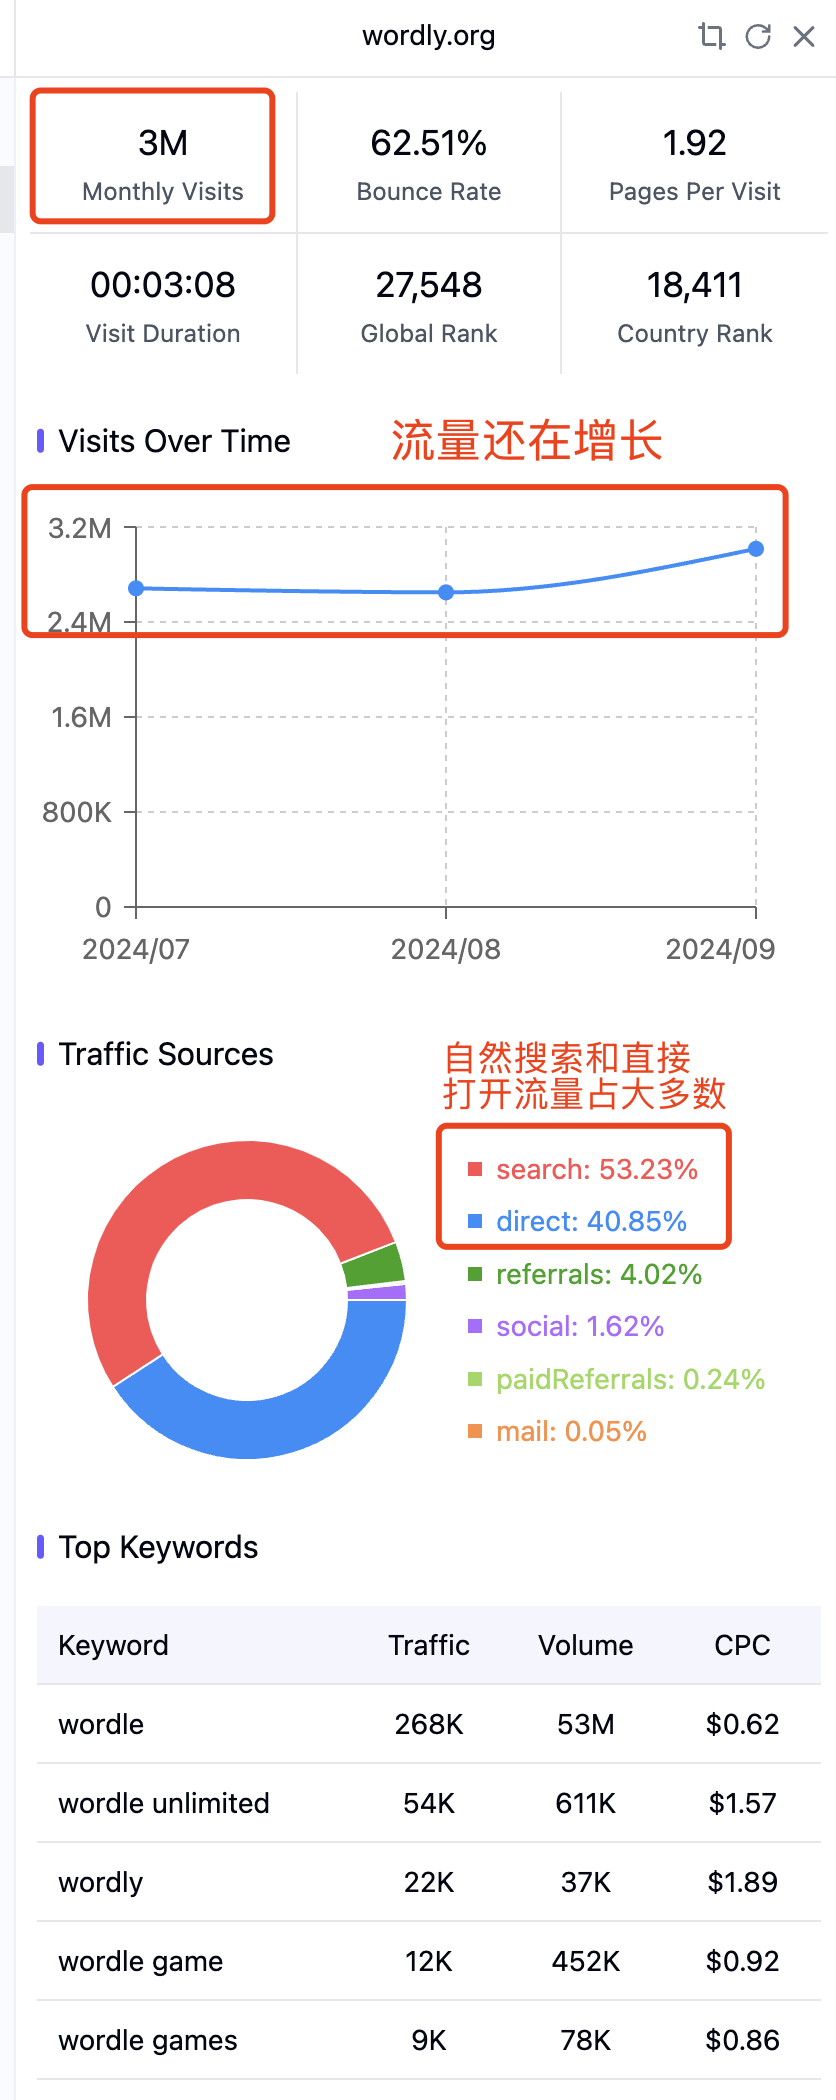 wordly.org
3M
62.51%
1.92
Monthly Visits
Bounce Rate
Pages Per Visit
00:03:08
27,548
18,411
Visit Duration
Global Rank
Country Rank
Visits Over Time
流量还在增长
3.2M
2.4M
1.6M
800K
0
2024/07
2024/08
2024/09
Traffic Sources
自然搜索和直接
打开流量占大多数
search: 53.23%
direct: 40.85%
referrals: 4.02%
social: 1.62%
paidReferrals: 0.24%
mail: 0.05%
Top Keywords
Keyword Traffic Volume CPC
wordle 268K 53M $0.62
wordle unlimited 54K 611K $1.57
wordly 22K 37K $1.89
wordle game 12K 452K $0.92
wordle games 9K 78K $0.86